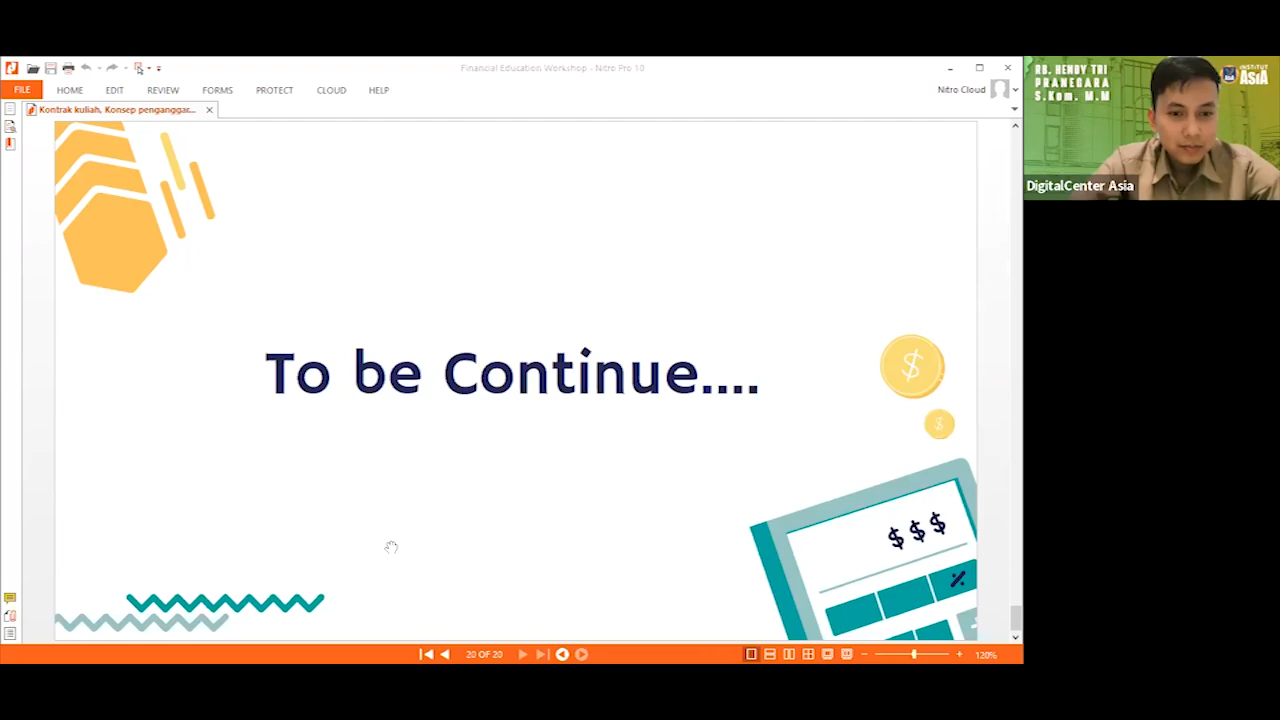 Financial Education Workshop - Nitro Pro 10
FILE HOME EDIT REVIEW FORMS PROTECT CLOUD HELP
Nitro Cloud
Kontrak kuliah, Konsep penganggar...
To be Continue....
$
$
$ $ $
20 OF 20
120%
RB. HENDY TRI
PRANEGARA
S.Kom. M.M
INSTITUT
ASIA
DigitalCenter Asia